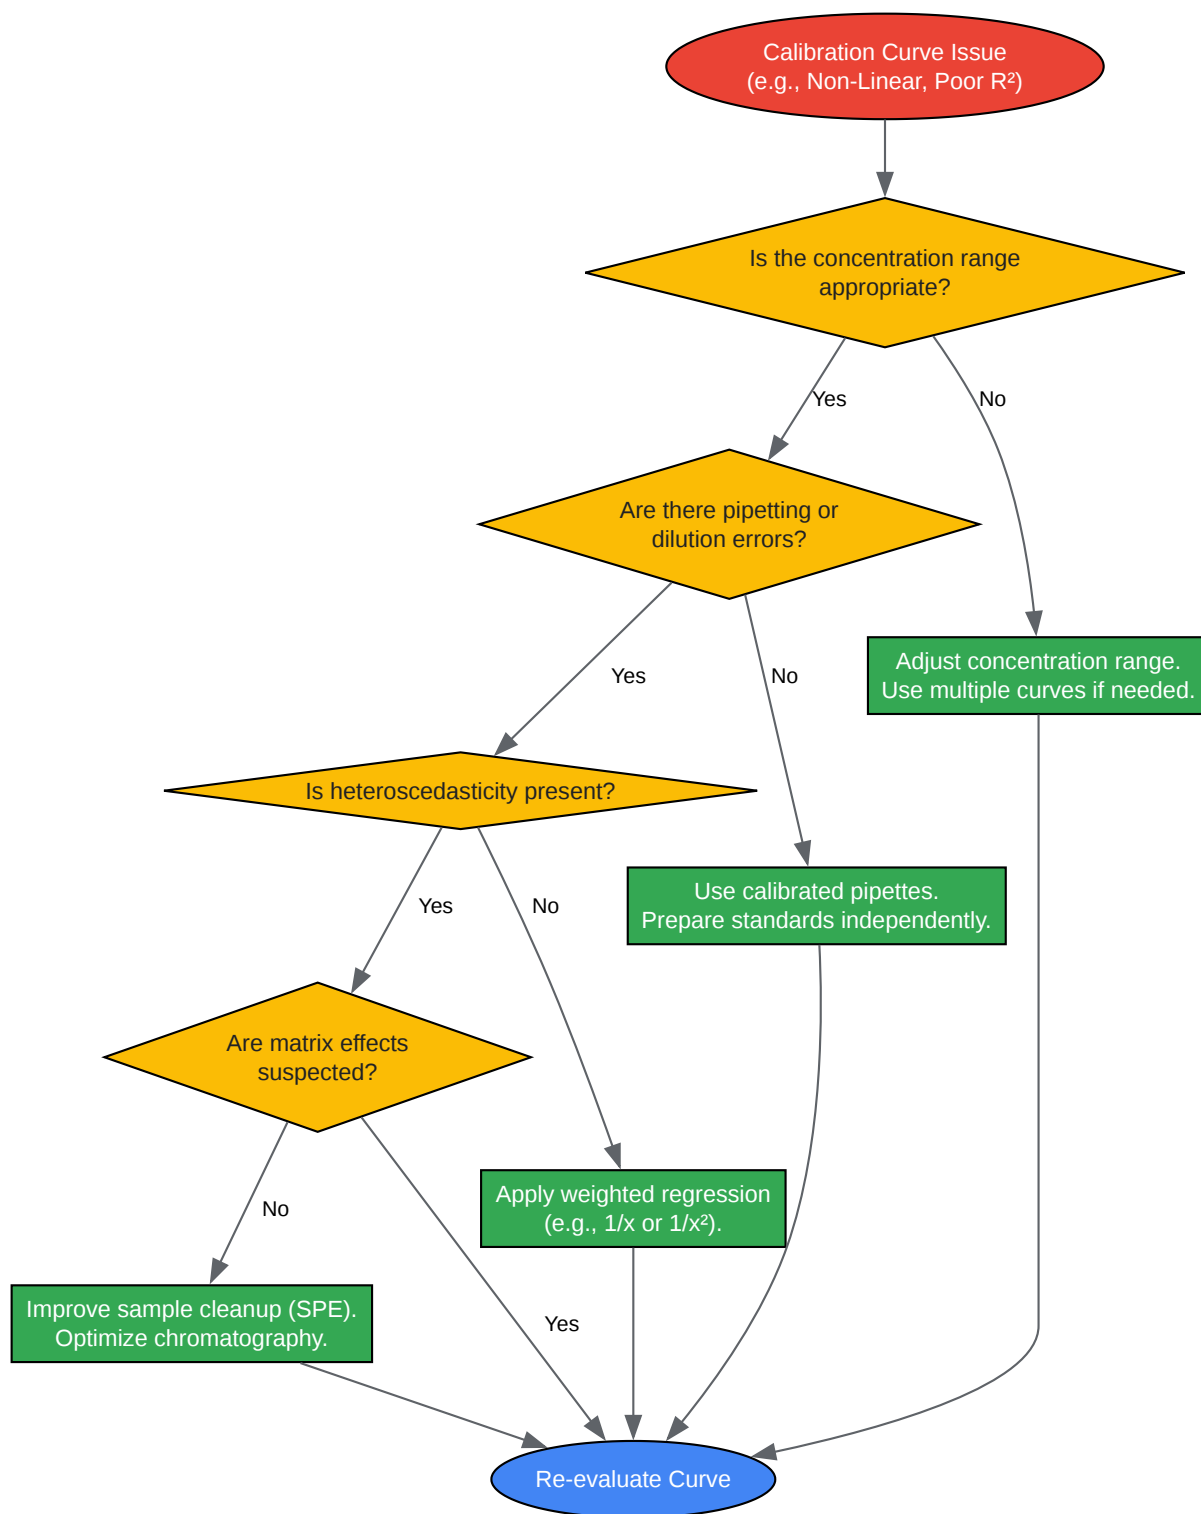 Calibration Curve Issue
(e.g., Non-Linear, Poor R²)
Is the concentration range
appropriate?
Yes
No
Are there pipetting or
dilution errors?
Yes
No
Adjust concentration range.
Use multiple curves if needed.
Is heteroscedasticity present?
Yes
No
Use calibrated pipettes.
Prepare standards independently.
Are matrix effects
suspected?
No
Yes
Apply weighted regression
(e.g., 1/x or 1/x²).
Improve sample cleanup (SPE).
Optimize chromatography.
Re-evaluate Curve